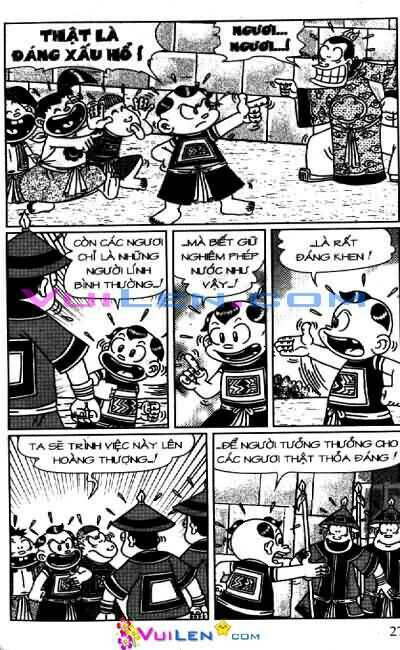 THẬT LÀ
ĐÁNG XẤU HỔ!
NGƯƠI...
NGƯƠI...!
CÒN CÁC NGƯƠI
CHỈ LÀ NHỮNG
NGƯỜI LÍNH
BÌNH THƯỜNG...
...MÀ BIẾT GIỮ
NGHIÊM PHÉP
NƯỚC NHƯ
VẬY...
...LÀ RẤT
ĐÁNG KHEN!
VUILEN.COM
TA SẼ TRÌNH VIỆC NÀY LÊN
HOÀNG THƯỢNG...!
...ĐỂ NGƯỜI TƯỞNG THƯỞNG CHO
CÁC NGƯƠI THẬT THỎA ĐÁNG!
27
VUILEN.COM